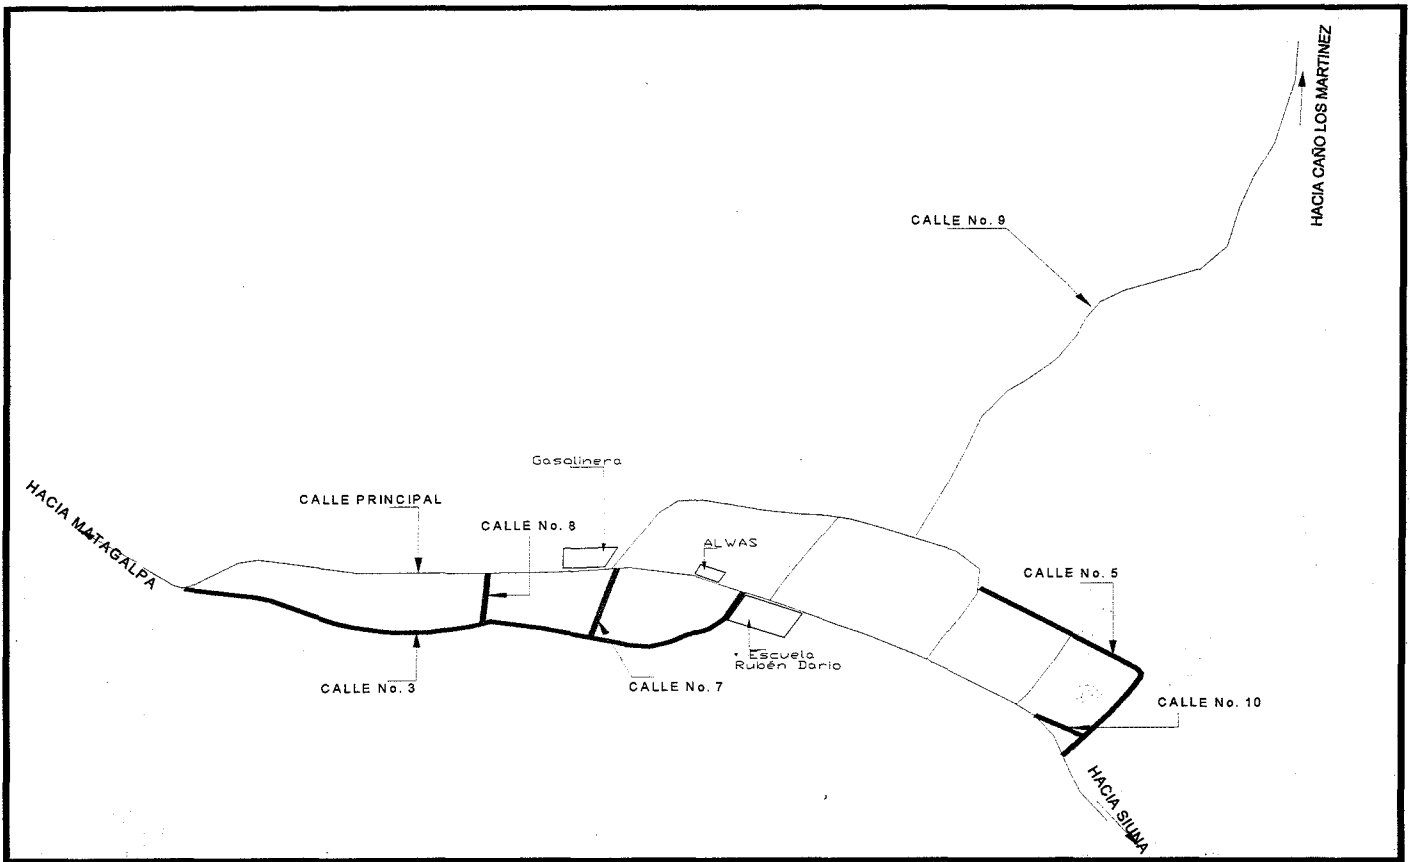 HACIA CAÑO LOS MARTINEZ
CALLE No. 9
Gasolinera
HACIA MATAGALPA
CALLE PRINCIPAL
CALLE No. 8
ALWAS
CALLE No. 5
Escuela
Rubén Dario
CALLE No. 3
CALLE No. 7
CALLE No. 10
HACIA SIUNA